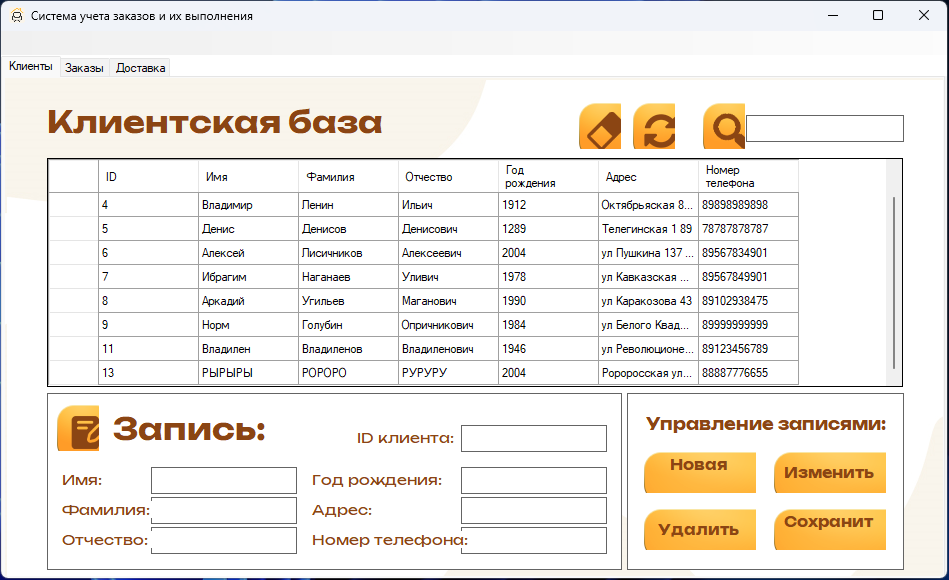 Система учета заказов и их выполнения
Клиенты Заказы Доставка
Клиентская база
ID Имя Фамилия Отчество Год рождения Адрес Номер телефона
4 Владимир Ленин Ильич 1912 Октябрьяская 8... 89898989898
5 Денис Денисов Денисович 1289 Телегинская 1 89 78787878787
6 Алексей Лисичников Алексеевич 2004 ул Пушкина 137 ... 89567834901
7 Ибрагим Наганаев Уливич 1978 ул Кавказская ... 89567849901
8 Аркадий Угильев Маганович 1990 ул Каракозова 43 89102938475
9 Норм Голубин Опричникович 1984 ул Белого Квад... 89999999999
11 Владилен Владиленов Владиленович 1946 ул Революционе... 89123456789
13 РЫРЫРЫ РОРОРО РУРУРУ 2004 Ророросская ул... 88887776655
Запись:
ID клиента:
Имя:
Год рождения:
Фамилия:
Адрес:
Отчество:
Номер телефона:
Управление записями:
Новая
Изменить
Удалить
Сохранит